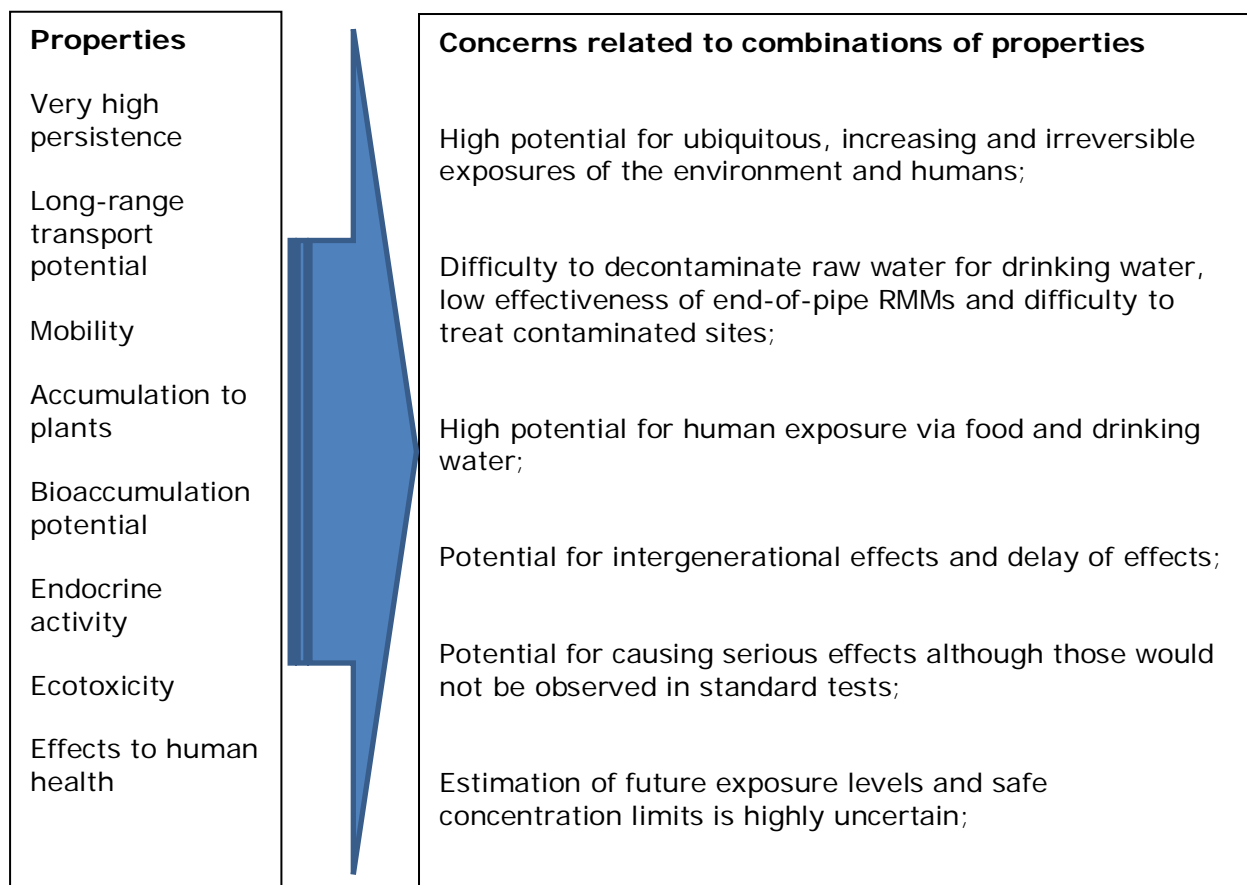 Properties
Very high
persistence
Long-range
transport
potential
Mobility
Accumulation to
plants
Bioaccumulation
potential
Endocrine
activity
Ecotoxicity
Effects to human
health
Concerns related to combinations of properties
High potential for ubiquitous, increasing and irreversible
exposures of the environment and humans;
Difficulty to decontaminate raw water for drinking water,
low effectiveness of end-of-pipe RMMs and difficulty to
treat contaminated sites;
High potential for human exposure via food and drinking
water;
Potential for intergenerational effects and delay of effects;
Potential for causing serious effects although those would
not be observed in standard tests;
Estimation of future exposure levels and safe
concentration limits is highly uncertain;